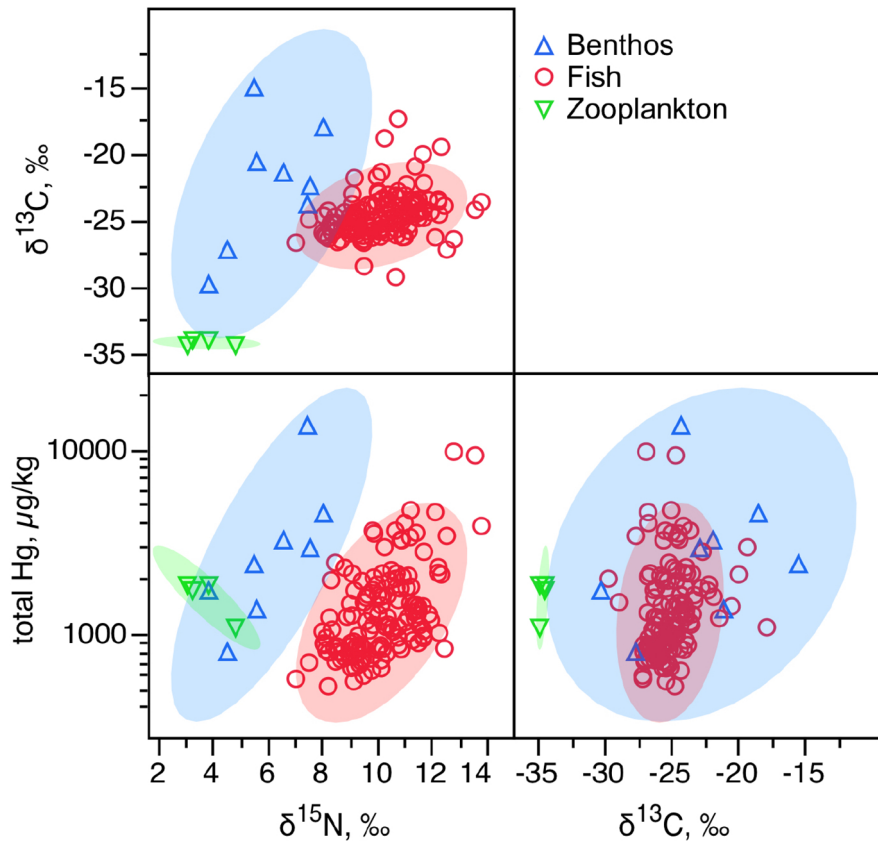 Benthos
Fish
Zooplankton
-15
-20
-25
-30
-35
δ¹³C, ‰
10000
1000
total Hg, µg/kg
2 4 6 8 10 12 14 -35 -30 -25 -20 -15
δ¹⁵N, ‰ δ¹³C, ‰